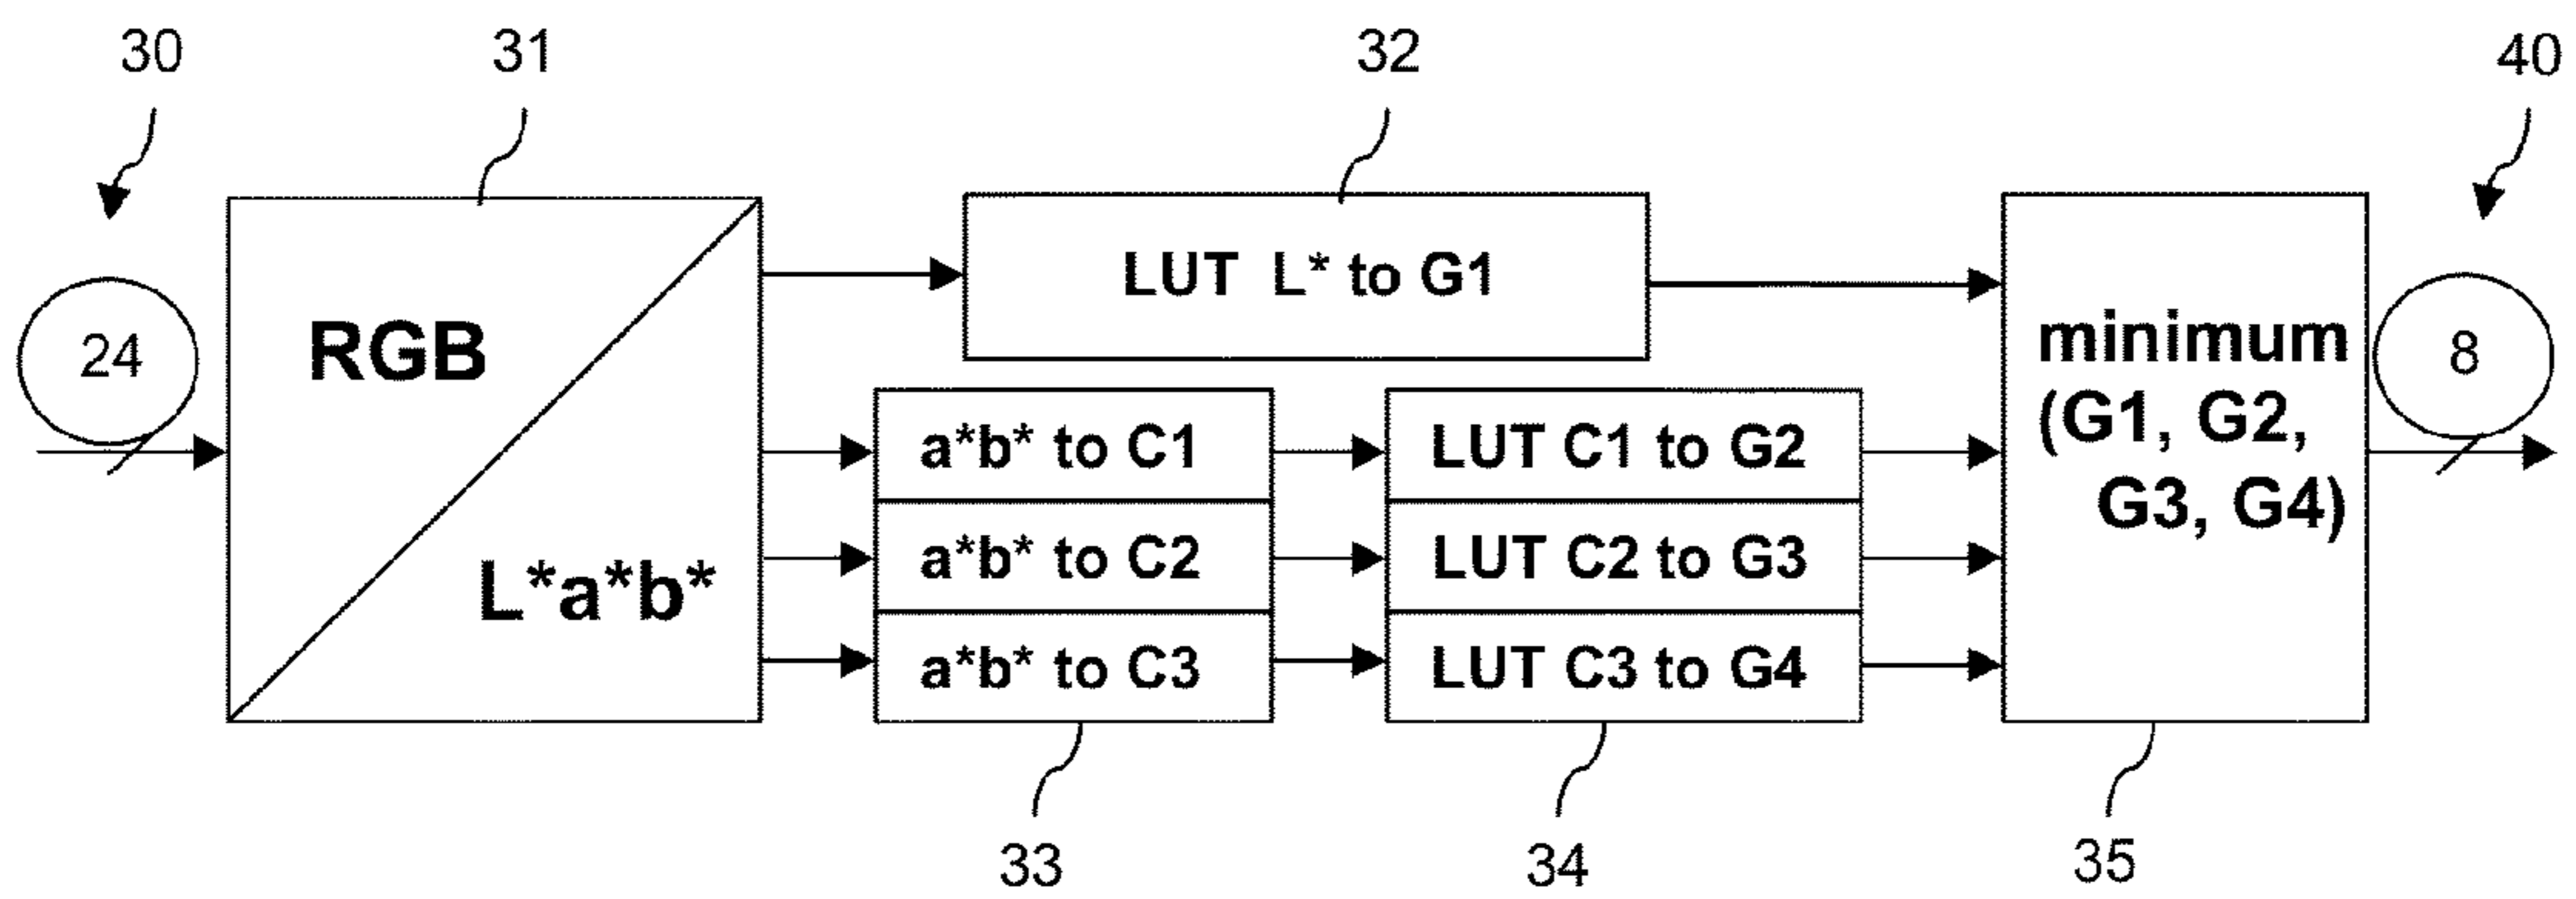 30
31
32
40
24
RGB
L*a*b*
LUT L* to G1
a*b* to C1
a*b* to C2
a*b* to C3
LUT C1 to G2
LUT C2 to G3
LUT C3 to G4
minimum
(G1, G2,
G3, G4)
8
33
34
35